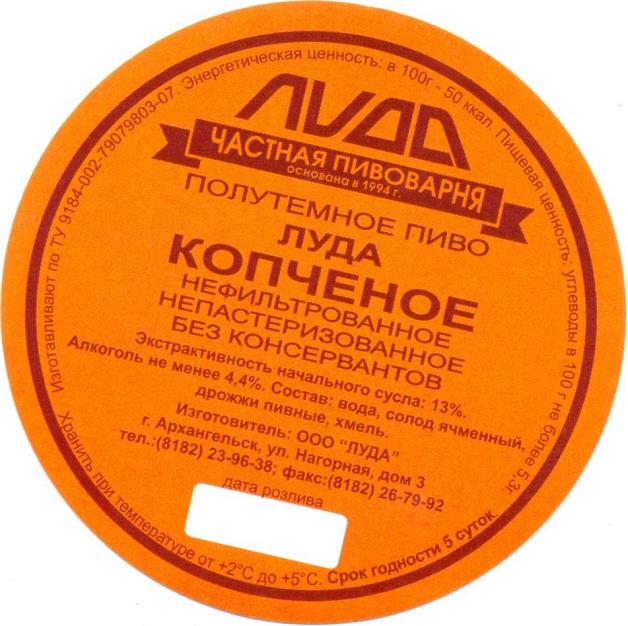 Изготавливают по ТУ 9184-002-79079803-07. Энергетическая ценность: в 100г - 50 ккал. Пищевая ценность: углеводы в 100 г не более 5,3г.
ЛУДА
ЧАСТНАЯ ПИВОВАРНЯ
основана в 1994 г.
ПОЛУТЕМНОЕ ПИВО
ЛУДА
КОПЧЕНОЕ
НЕФИЛЬТРОВАННОЕ
НЕПАСТЕРИЗОВАННОЕ
БЕЗ КОНСЕРВАНТОВ
Экстрактивность начального сусла: 13%.
Алкоголь не менее 4,4%. Состав: вода, солод ячменный,
дрожжи пивные, хмель.
Изготовитель: ООО "ЛУДА"
г. Архангельск, ул. Нагорная, дом 3
тел.:(8182) 23-96-38; факс:(8182) 26-79-92
дата розлива
Хранить при температуре от +2°С до +5°С. Срок годности 5 суток.